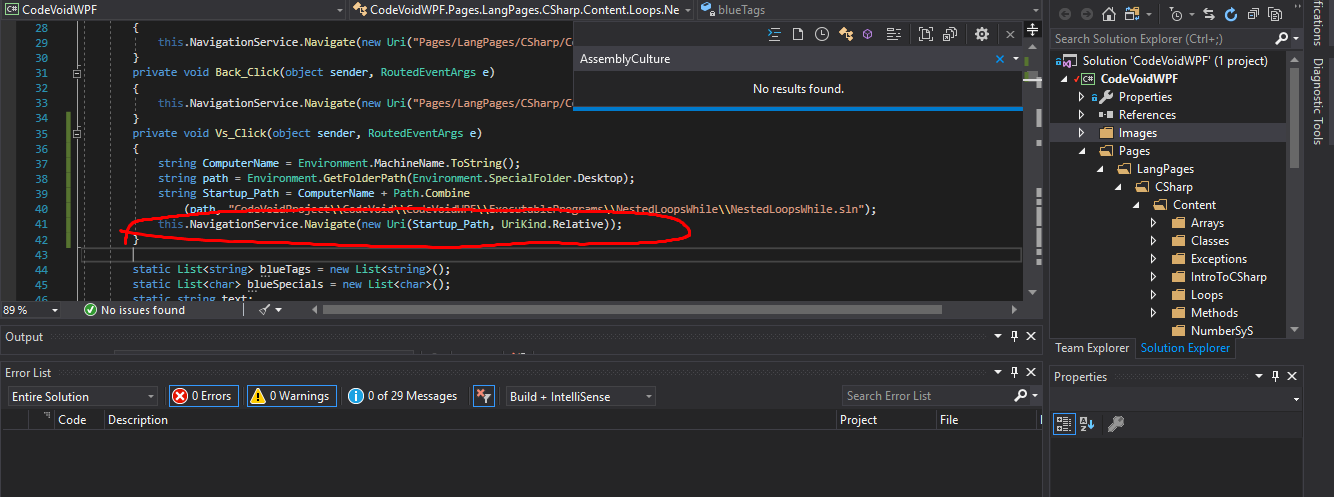 CodeVoidWPF
CodeVoidWPF.Pages.LangPages.CSharp.Content.Loops.Ne
blueTags
28 {
29 this.NavigationService.Navigate(new Uri("Pages/LangPages/CSharp/Co
30 }
31 private void Back_Click(object sender, RoutedEventArgs e)
32 {
33 this.NavigationService.Navigate(new Uri("Pages/LangPages/CSharp/Co
34 }
35 private void Vs_Click(object sender, RoutedEventArgs e)
36 {
37 string ComputerName = Environment.MachineName.ToString();
38 string path = Environment.GetFolderPath(Environment.SpecialFolder.Desktop);
39 string Startup_Path = ComputerName + Path.Combine
40 (path, "CodeVoidProject\\CodeVoid\\CodeVoidWPF\\ExecutablePrograms\\NestedLoopsWhile\\NestedLoopsWhile.sln");
41 this.NavigationService.Navigate(new Uri(Startup_Path, UriKind.Relative));
42 }
43
44 static List<string> blueTags = new List<string>();
45 static List<char> blueSpecials = new List<char>();
46 static string text;
AssemblyCulture
No results found.
89 %
No issues found
Output
Error List
Entire Solution
0 Errors
0 Warnings
0 of 29 Messages
Build + IntelliSense
Search Error List
Code
Description
Project
File
Search Solution Explorer (Ctrl+;)
Solution 'CodeVoidWPF' (1 project)
CodeVoidWPF
Properties
References
Images
Pages
LangPages
CSharp
Content
Arrays
Classes
Exceptions
IntroToCSharp
Loops
Methods
NumberSyS
Team Explorer
Solution Explorer
Properties
ifications
Diagnostic Tools